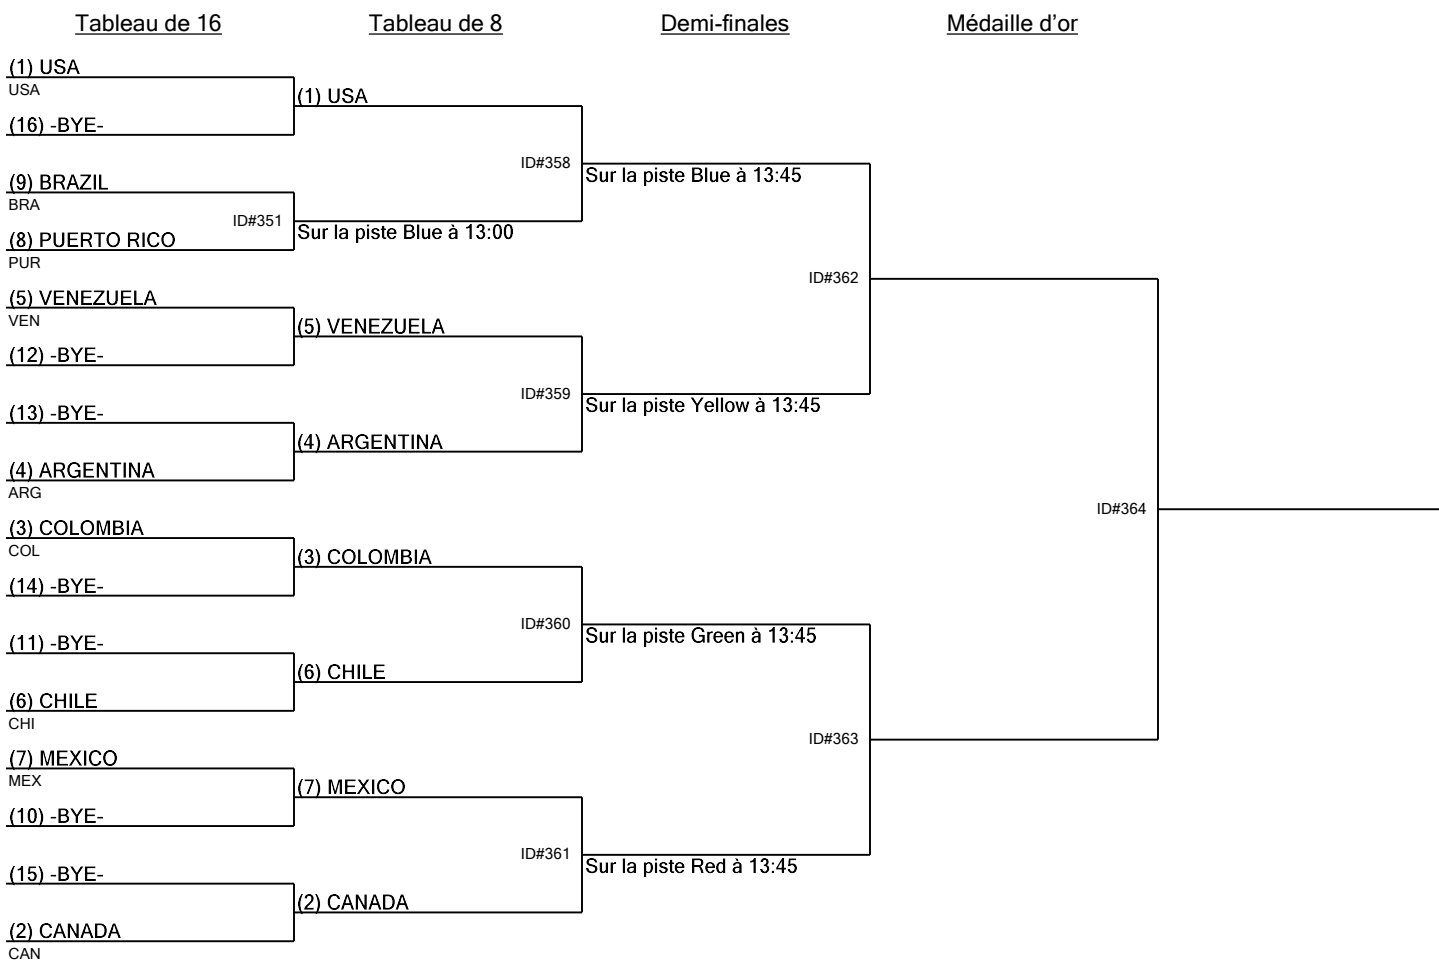 Tableau de 16
Tableau de 8
Demi-finales
Médaille d’or
(1) USA
USA
(1) USA
(16) -BYE-
ID#358
Sur la piste Blue à 13:45
(9) BRAZIL
BRA
ID#351
Sur la piste Blue à 13:00
(8) PUERTO RICO
PUR
ID#362
(5) VENEZUELA
VEN
(5) VENEZUELA
(12) -BYE-
ID#359
Sur la piste Yellow à 13:45
(13) -BYE-
(4) ARGENTINA
(4) ARGENTINA
ARG
ID#364
(3) COLOMBIA
COL
(3) COLOMBIA
(14) -BYE-
ID#360
Sur la piste Green à 13:45
(11) -BYE-
(6) CHILE
(6) CHILE
CHI
ID#363
(7) MEXICO
MEX
(7) MEXICO
(10) -BYE-
ID#361
Sur la piste Red à 13:45
(15) -BYE-
(2) CANADA
(2) CANADA
CAN